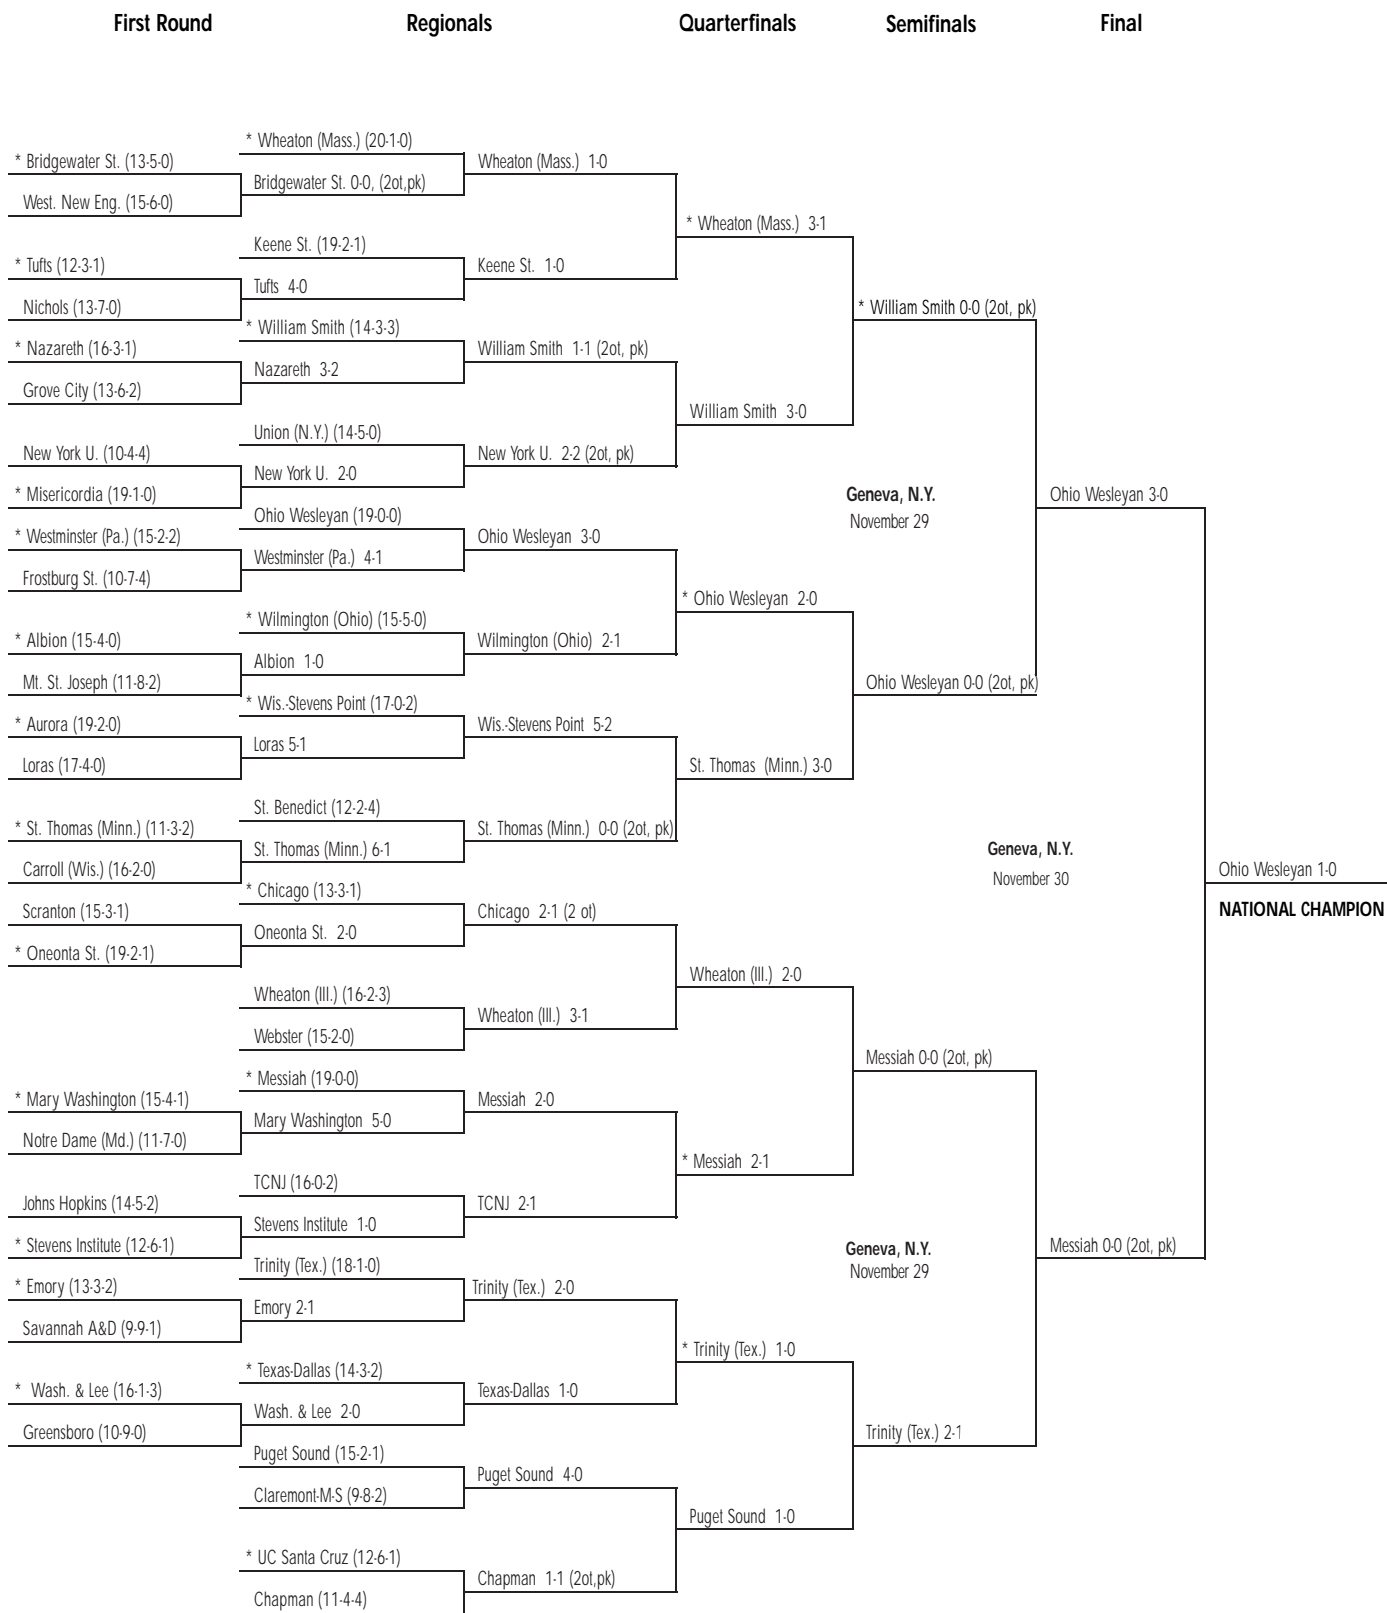 First Round
Regionals
Quarterfinals
Semifinals
Final
* Bridgewater St. (13-5-0)
West. New Eng. (15-6-0)
* Tufts (12-3-1)
Nichols (13-7-0)
* Nazareth (16-3-1)
Grove City (13-6-2)
New York U. (10-4-4)
* Misericordia (19-1-0)
* Westminster (Pa.) (15-2-2)
Frostburg St. (10-7-4)
* Albion (15-4-0)
Mt. St. Joseph (11-8-2)
* Aurora (19-2-0)
Loras (17-4-0)
* St. Thomas (Minn.) (11-3-2)
Carroll (Wis.) (16-2-0)
Scranton (15-3-1)
* Oneonta St. (19-2-1)
* Mary Washington (15-4-1)
Notre Dame (Md.) (11-7-0)
Johns Hopkins (14-5-2)
* Stevens Institute (12-6-1)
* Emory (13-3-2)
Savannah A&D (9-9-1)
* Wash. & Lee (16-1-3)
Greensboro (10-9-0)
* Wheaton (Mass.) (20-1-0)
Bridgewater St. 0-0, (2ot,pk)
Keene St. (19-2-1)
Tufts 4-0
* William Smith (14-3-3)
Nazareth 3-2
Union (N.Y.) (14-5-0)
New York U. 2-0
Ohio Wesleyan (19-0-0)
Westminster (Pa.) 4-1
* Wilmington (Ohio) (15-5-0)
Albion 1-0
* Wis.-Stevens Point (17-0-2)
Loras 5-1
St. Benedict (12-2-4)
St. Thomas (Minn.) 6-1
* Chicago (13-3-1)
Oneonta St. 2-0
Wheaton (Ill.) (16-2-3)
Webster (15-2-0)
* Messiah (19-0-0)
Mary Washington 5-0
TCNJ (16-0-2)
Stevens Institute 1-0
Trinity (Tex.) (18-1-0)
Emory 2-1
* Texas-Dallas (14-3-2)
Wash. & Lee 2-0
Puget Sound (15-2-1)
Claremont-M-S (9-8-2)
* UC Santa Cruz (12-6-1)
Chapman (11-4-4)
Wheaton (Mass.) 1-0
Keene St. 1-0
William Smith 1-1 (2ot, pk)
New York U. 2-2 (2ot, pk)
Ohio Wesleyan 3-0
Wilmington (Ohio) 2-1
Wis.-Stevens Point 5-2
St. Thomas (Minn.) 0-0 (2ot, pk)
Chicago 2-1 (2 ot)
Wheaton (Ill.) 3-1
Messiah 2-0
TCNJ 2-1
Trinity (Tex.) 2-0
Texas-Dallas 1-0
Puget Sound 4-0
Chapman 1-1 (2ot,pk)
* Wheaton (Mass.) 3-1
William Smith 3-0
* Ohio Wesleyan 2-0
St. Thomas (Minn.) 3-0
Wheaton (Ill.) 2-0
* Messiah 2-1
* Trinity (Tex.) 1-0
Puget Sound 1-0
* William Smith 0-0 (2ot, pk)
Geneva, N.Y.
November 29
Ohio Wesleyan 0-0 (2ot, pk)
Messiah 0-0 (2ot, pk)
Geneva, N.Y.
November 29
Trinity (Tex.) 2-1
Ohio Wesleyan 3-0
Geneva, N.Y.
November 30
Messiah 0-0 (2ot, pk)
Ohio Wesleyan 1-0
NATIONAL CHAMPION